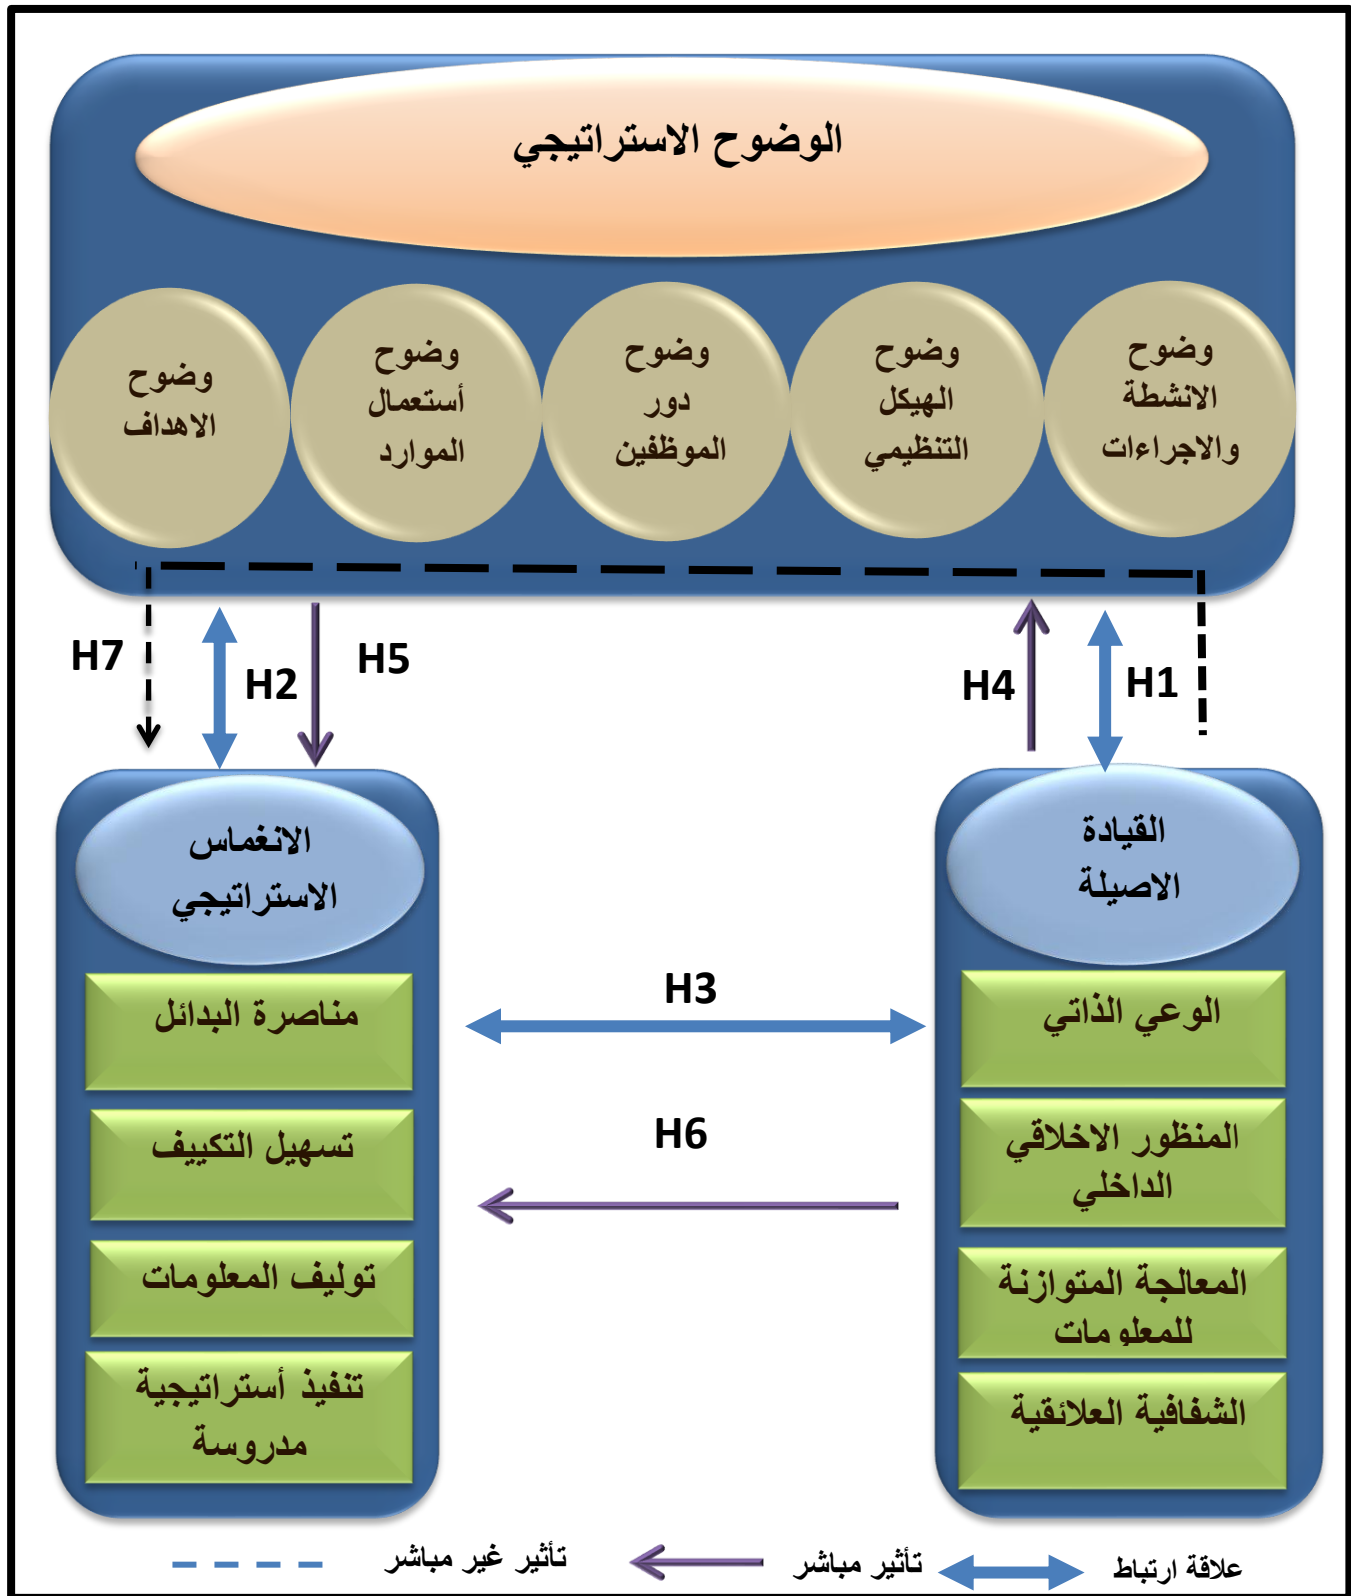 الوضوح الاستراتيجي
وضوح
الانشطة
والاجراءات
وضوح
الهيكل
التنظيمي
وضوح
دور
الموظفين
وضوح
أستعمال
الموارد
وضوح
الاهداف
H1
H4
H5
H2
H7
القيادة
الاصيلة
الوعي الذاتي
المنظور الاخلاقي
الداخلي
المعالجة المتوازنة
للمعلومات
الشفافية العلائقية
H3
H6
الانغماس
الاستراتيجي
مناصرة البدائل
تسهيل التكييف
توليف المعلومات
تنفيذ أستراتيجية
مدروسة
علاقة ارتباط
تأثير مباشر
تأثير غير مباشر